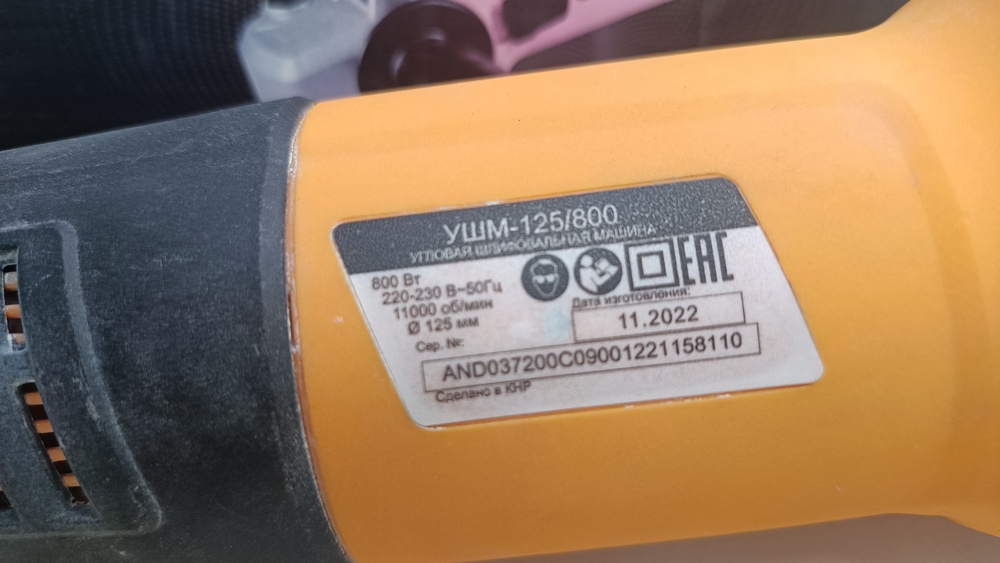 УШМ-125/800
УГЛОВАЯ ШЛИФОВАЛЬНАЯ МАШИНА
800 Вт
220-230 В~50Гц
11000 об/мин
Ø 125 мм
EAC
Дата изготовления:
11.2022
Сер. №:
AND037200C09001221158110
Сделано в КНР